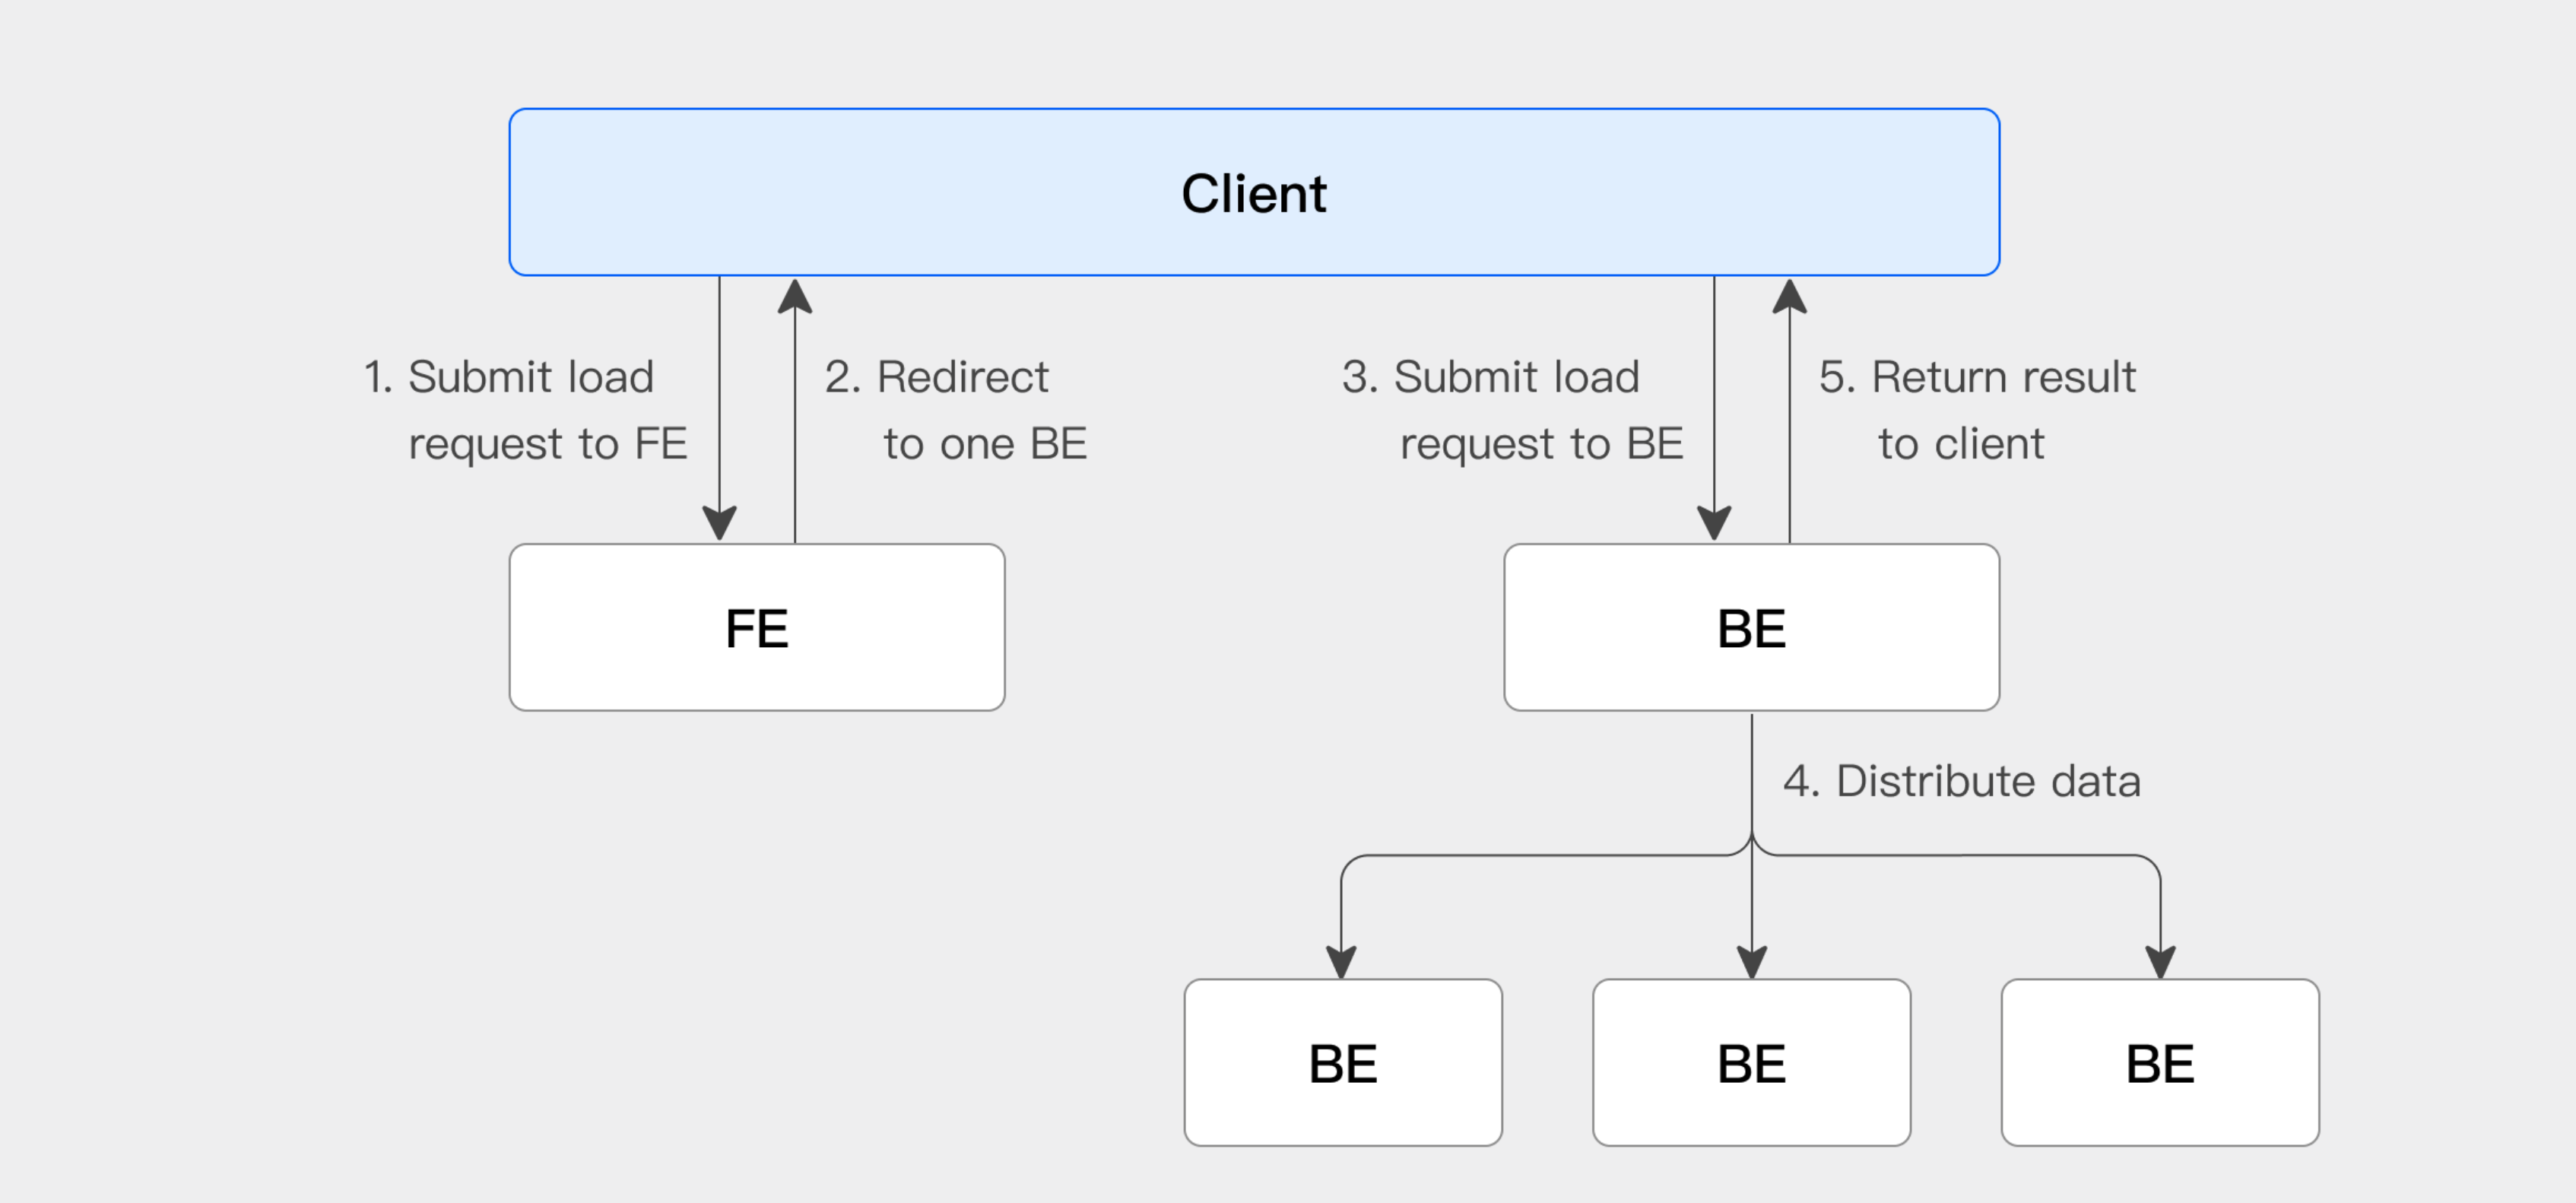 Client
1. Submit load
request to FE
2. Redirect
to one BE
3. Submit load
request to BE
5. Return result
to client
FE
BE
4. Distribute data
BE
BE
BE